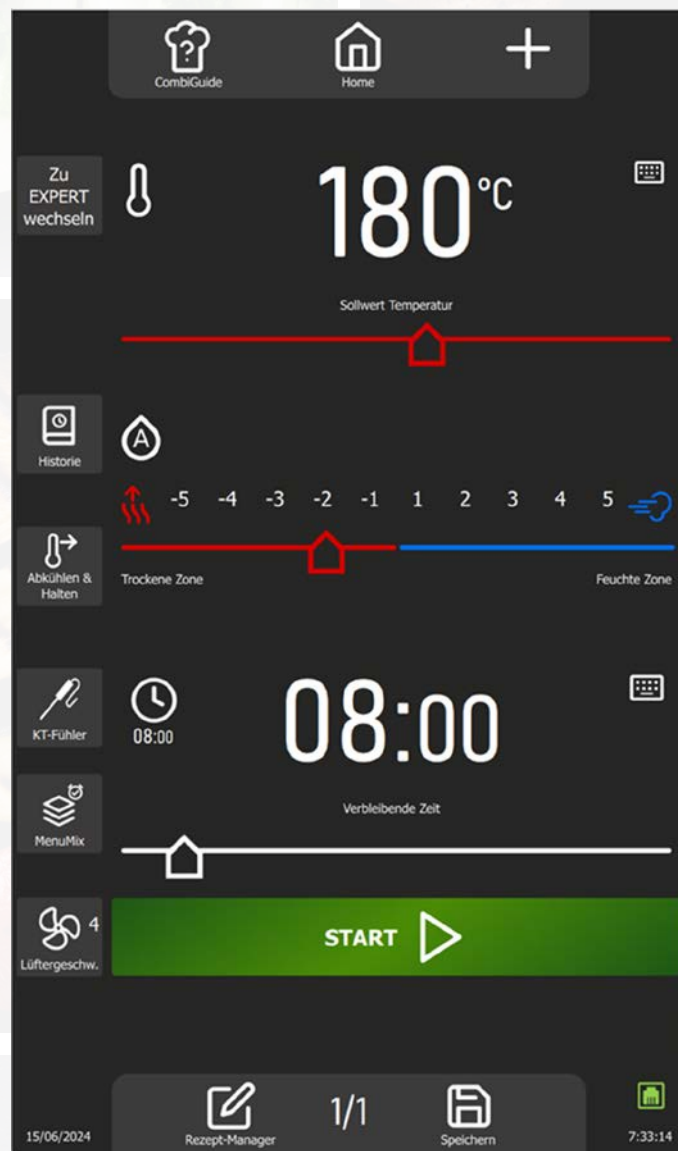 CombiGuide
Home
Zu
EXPERT
wechseln
180°C
Sollwert Temperatur
Historie
A
-5 -4 -3 -2 -1 1 2 3 4 5
Abkühlen &
Halten
Trockene Zone
Feuchte Zone
KT-Fühler
08:00
08:00
Verbleibende Zeit
MenuMix
4
Lüftergeschw.
START
Rezept-Manager
1/1
Speichern
15/06/2024
7:33:14